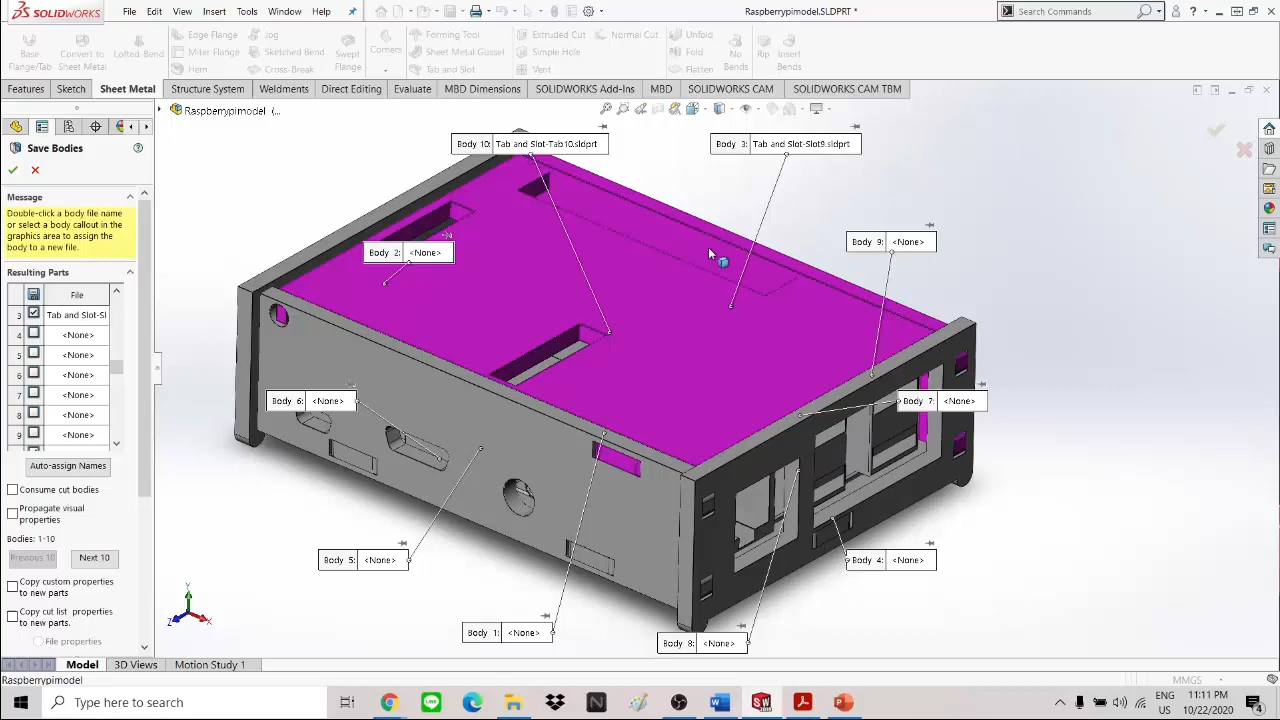 SOLIDWORKS File Edit View Insert Tools Window Help Raspberrypimodel.SLDPRT * Search Commands
Base Flange/Tab Convert to Sheet Metal Lofted-Bend Edge Flange Miter Flange Hem Jog Sketched Bend Cross-Break Swept Flange Corners Forming Tool Sheet Metal Gusset Tab and Slot Extruded Cut Simple Hole Vent Normal Cut Unfold Fold Flatten No Bends Rip Insert Bends
Features Sketch Sheet Metal Structure System Weldments Direct Editing Evaluate MBD Dimensions SOLIDWORKS Add-Ins MBD SOLIDWORKS CAM SOLIDWORKS CAM TBM
Raspberrypimodel (...
Save Bodies
Message
Double-click a body file name
or select a body callout in the
graphics area to assign the
body to a new file.
Resulting Parts
File
3 Tab and Slot-Sl
4 <None>
5 <None>
6 <None>
7 <None>
8 <None>
9 <None>
Auto-assign Names
Consume cut bodies
Propagate visual
properties
Bodies: 1-10
Previous 10 Next 10
Copy custom properties
to new parts
Copy cut list properties
to new parts
File properties
Body 10: Tab and Slot-Tab10.sldprt
Body 3: Tab and Slot-Slot9.sldprt
Body 9: <None>
Body 2: <None>
Body 6: <None>
Body 7: <None>
Body 5: <None>
Body 4: <None>
Body 1: <None>
Body 8: <None>
Y
Z
X
Model 3D Views Motion Study 1
Raspberrypimodel MMGS
Type here to search
ENG 11:11 PM
US 10/22/2020
4